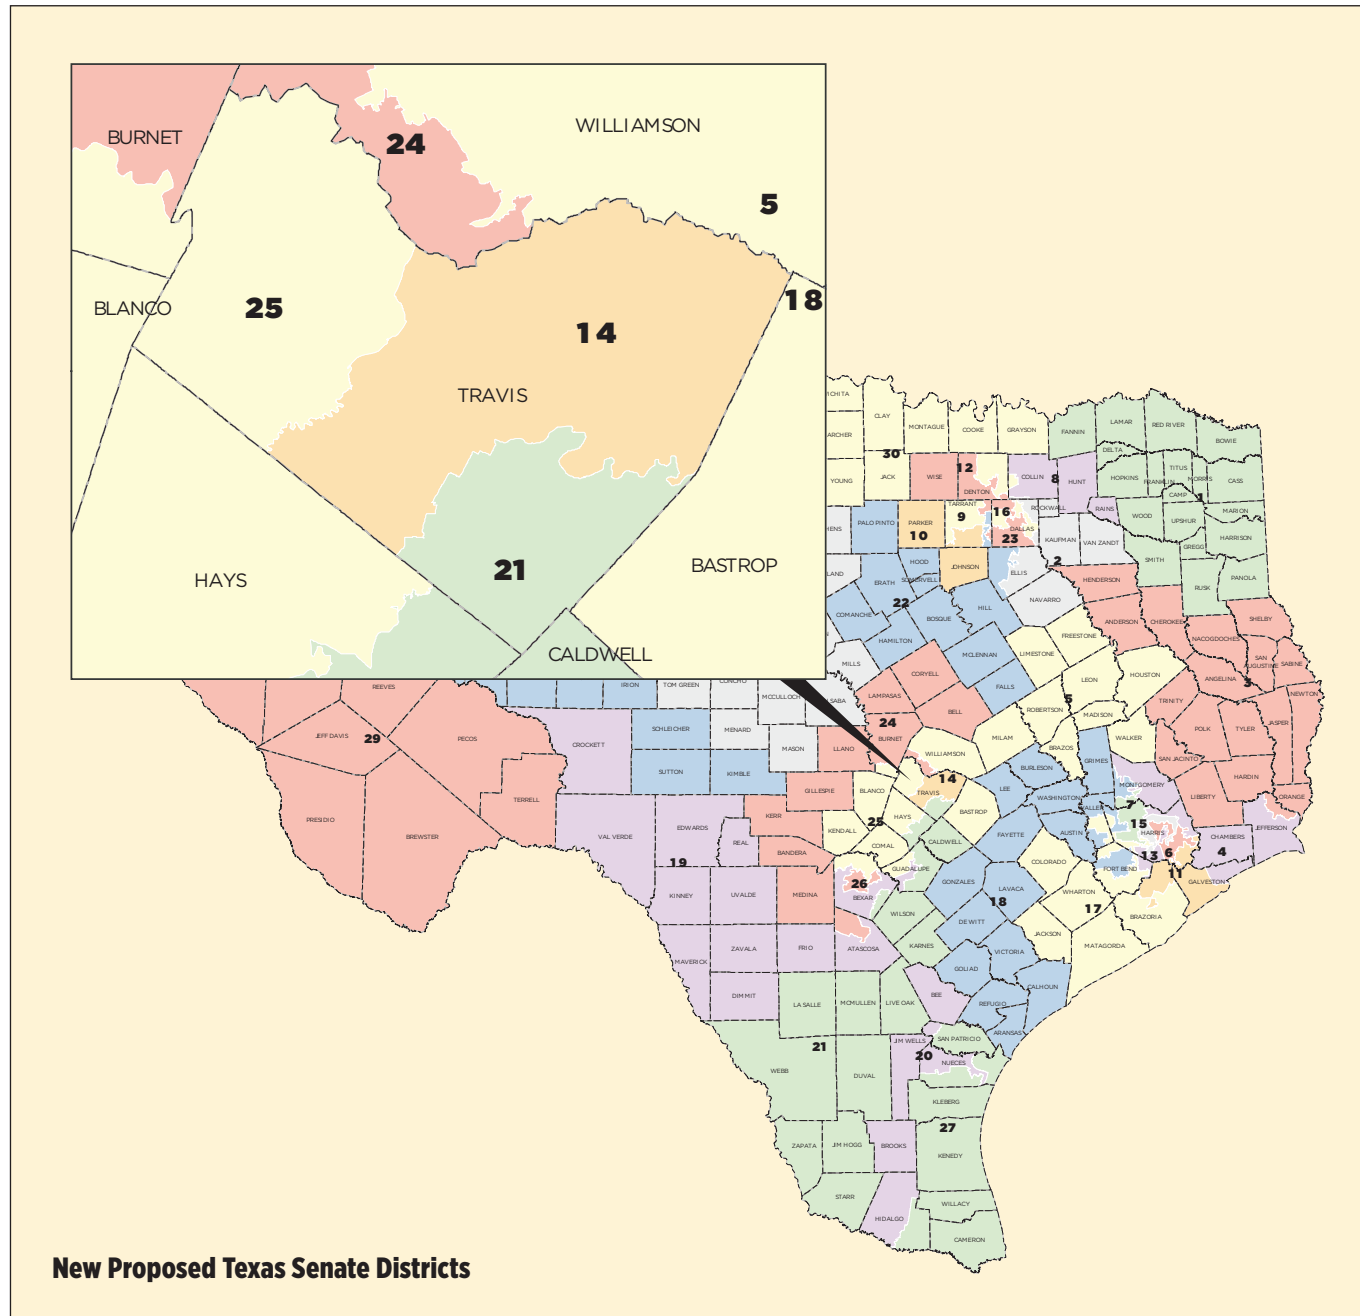 BURNET
24
WILLIAMSON
5
BLANCO
25
14
18
TRAVIS
21
HAYS
BASTROP
CALDWELL
CLAY
MONTAGUE
COOKE
GRAYSON
FANNIN
LAMAR
RED RIVER
BOWIE
ARCHER
30
DELTA
YOUNG
JACK
WISE
12
DENTON
COLLIN
8
HUNT
HOPKINS
FRANKLIN
TITUS
MORRIS
CASS
CAMP
1
TARRANT
9
16
ROCKWALL
RAINS
WOOD
UPSHUR
MARION
PALO PINTO
PARKER
10
DALLAS
23
KAUFMAN
VAN ZANDT
GREGG
HARRISON
HOOD
JOHNSON
ELLIS
2
SMITH
PANOLA
ERATH
SOMERVELL
HENDERSON
RUSK
COMANCHE
22
BOSQUE
HILL
NAVARRO
ANDERSON
CHEROKEE
SHELBY
HAMILTON
FREESTONE
NACOGDOCHES
MILLS
MCLENNAN
LIMESTONE
SAN AUGUSTINE
SABINE
CORYELL
FALLS
LEON
HOUSTON
ANGELINA
3
LAMPASAS
5
NEWTON
BELL
ROBERTSON
MADISON
TRINITY
24
BURNET
MILAM
BRAZOS
WALKER
POLK
TYLER
JASPER
REEVES
IRION
TOM GREEN
CONCHO
MCCULLOCH
SABA
JEFF DAVIS
29
PECOS
CROCKETT
SCHLEICHER
MENARD
MASON
LLANO
WILLIAMSON
BURLESON
GRIMES
SAN JACINTO
SUTTON
KIMBLE
GILLESPIE
BLANCO
TRAVIS
14
LEE
WASHINGTON
MONTGOMERY
LIBERTY
HARDIN
ORANGE
TERRELL
PRESIDIO
BREWSTER
VAL VERDE
EDWARDS
KERR
25
HAYS
BASTROP
WALLER
7
15
HARRIS
JEFFERSON
REAL
KENDALL
COMAL
CALDWELL
FAYETTE
AUSTIN
CHAMBERS
4
19
BANDERA
GUADALUPE
COLORADO
FORT BEND
13
6
11
KINNEY
UVALDE
MEDINA
26
BEXAR
GONZALES
LAVACA
18
WHARTON
17
GALVESTON
WILSON
DE WITT
BRAZORIA
JACKSON
MAVERICK
ZAVALA
FRIO
ATASCOSA
KARNES
VICTORIA
MATAGORDA
GOLIAD
DIMMIT
LA SALLE
MCMULLEN
LIVE OAK
BEE
REFUGIO
CALHOUN
ARANSAS
21
JIM WELLS
20
SAN PATRICIO
WEBB
DUVAL
NUECES
KLEBERG
27
ZAPATA
JIM HOGG
BROOKS
KENEDY
STARR
WILLACY
HIDALGO
CAMERON
New Proposed Texas Senate Districts